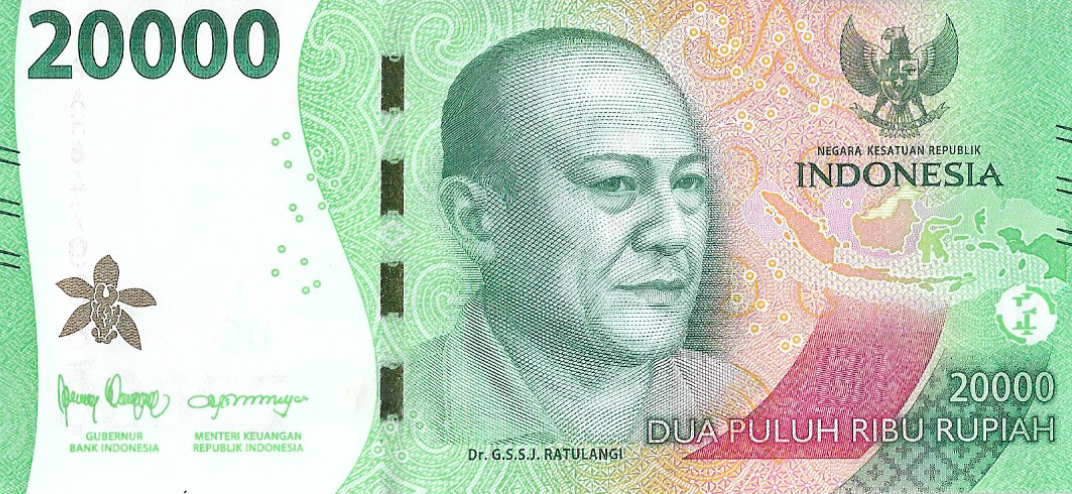 20000
NEGARA KESATUAN REPUBLIK
INDONESIA
GUBERNUR
BANK INDONESIA
MENTERI KEUANGAN
REPUBLIK INDONESIA
Dr. G.S.S.J. RATULANGI
20000
DUA PULUH RIBU RUPIAH